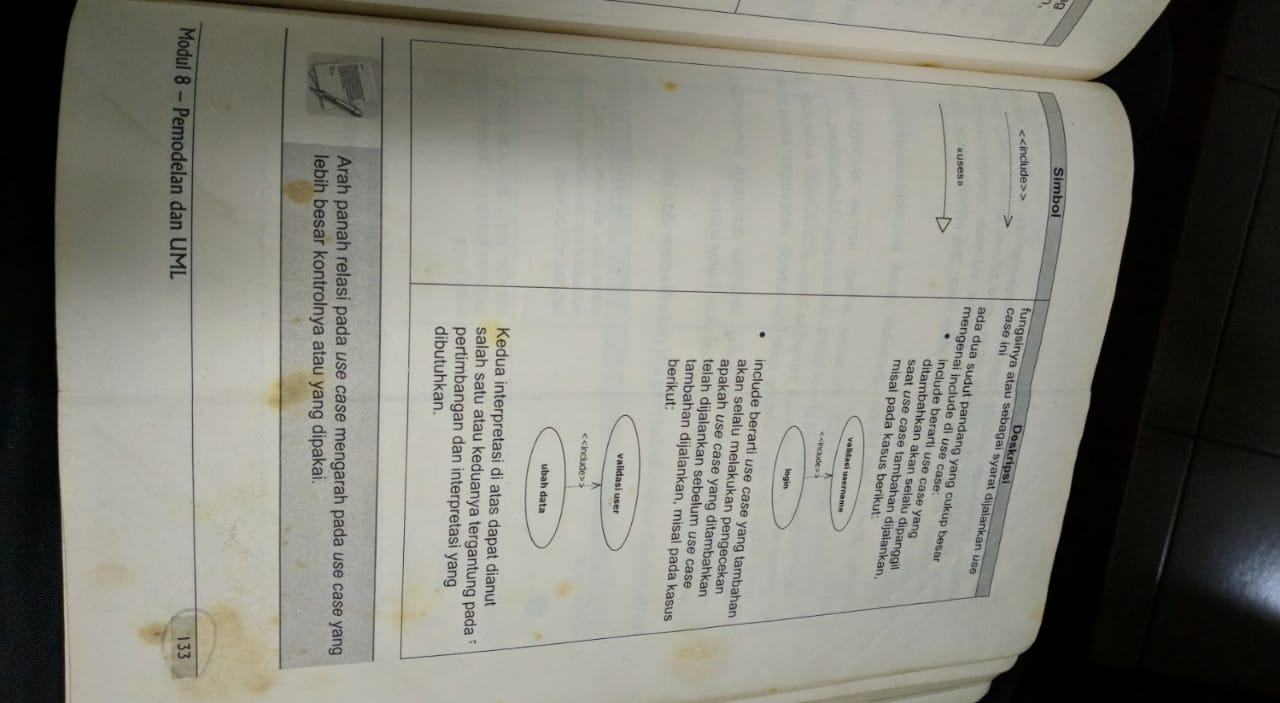 Simbol
Deskripsi
<<include>>
«uses»
fungsinya atau sebagai syarat dijalankan use
case ini
ada dua sudut pandang yang cukup besar
mengenai include di use case:
• include berarti use case yang
ditambahkan akan selalu dipanggil
saat use case tambahan dijalankan,
misal pada kasus berikut:
validasi username
<<include>>
login
• include berarti use case yang tambahan
akan selalu melakukan pengecekan
apakah use case yang ditambahkan
telah dijalankan sebelum use case
tambahan dijalankan, misal pada kasus
berikut:
validasi user
<<include>>
ubah data
Kedua interpretasi di atas dapat dianut
salah satu atau keduanya tergantung pada
pertimbangan dan interpretasi yang
dibutuhkan.
Arah panah relasi pada use case mengarah pada use case yang
lebih besar kontrolnya atau yang dipakai.
Modul 8 – Pemodelan dan UML
133